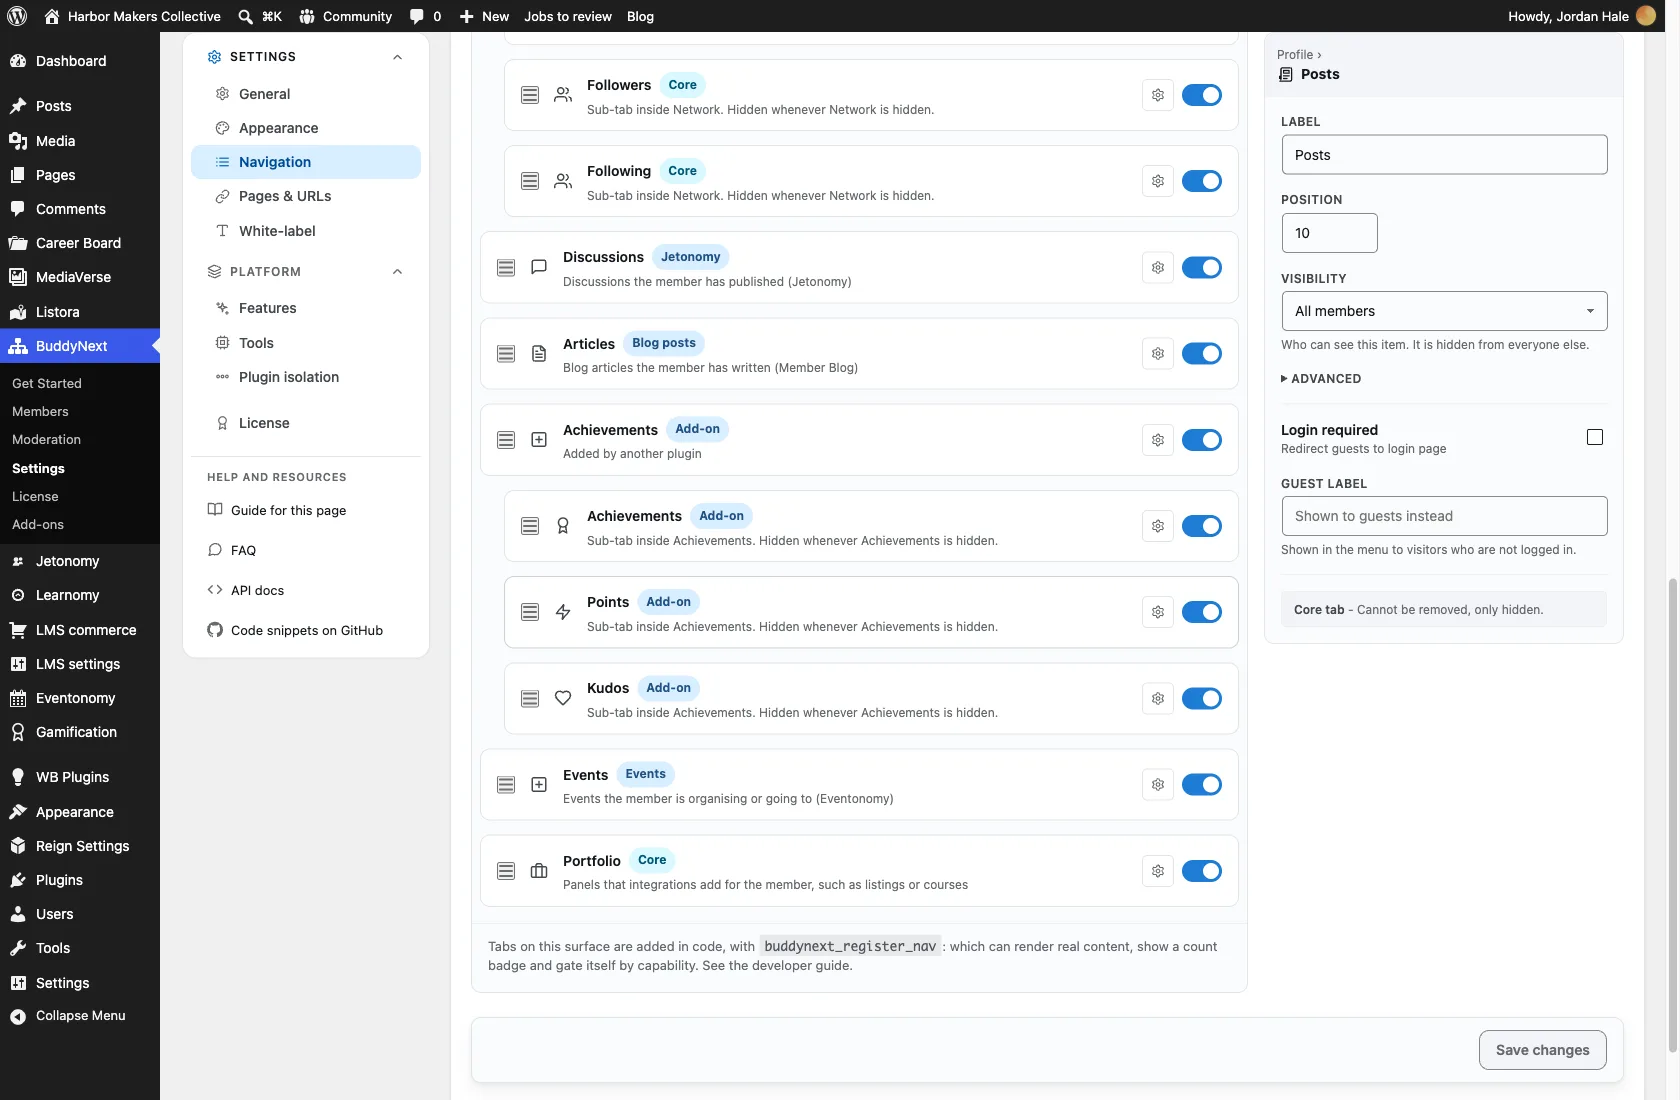 Harbor Makers Collective
⌘K
Community
0
New
Jobs to review
Blog
Howdy, Jordan Hale
Dashboard
Posts
Media
Pages
Comments
Career Board
MediaVerse
Listora
BuddyNext
Get Started
Members
Moderation
Settings
License
Add-ons
Jetonomy
Learnomy
LMS commerce
LMS settings
Eventonomy
Gamification
WB Plugins
Appearance
Reign Settings
Plugins
Users
Tools
Settings
Collapse Menu
SETTINGS
General
Appearance
Navigation
Pages & URLs
White-label
PLATFORM
Features
Tools
Plugin isolation
License
HELP AND RESOURCES
Guide for this page
FAQ
API docs
Code snippets on GitHub
Followers Core
Sub-tab inside Network. Hidden whenever Network is hidden.
Following Core
Sub-tab inside Network. Hidden whenever Network is hidden.
Discussions Jetonomy
Discussions the member has published (Jetonomy)
Articles Blog posts
Blog articles the member has written (Member Blog)
Achievements Add-on
Added by another plugin
Achievements Add-on
Sub-tab inside Achievements. Hidden whenever Achievements is hidden.
Points Add-on
Sub-tab inside Achievements. Hidden whenever Achievements is hidden.
Kudos Add-on
Sub-tab inside Achievements. Hidden whenever Achievements is hidden.
Events Events
Events the member is organising or going to (Eventonomy)
Portfolio Core
Panels that integrations add for the member, such as listings or courses
Tabs on this surface are added in code, with buddynext_register_nav : which can render real content, show a count
badge and gate itself by capability. See the developer guide.
Profile ›
Posts
LABEL
Posts
POSITION
10
VISIBILITY
All members
Who can see this item. It is hidden from everyone else.
ADVANCED
Login required
Redirect guests to login page
GUEST LABEL
Shown to guests instead
Shown in the menu to visitors who are not logged in.
Core tab - Cannot be removed, only hidden.
Save changes